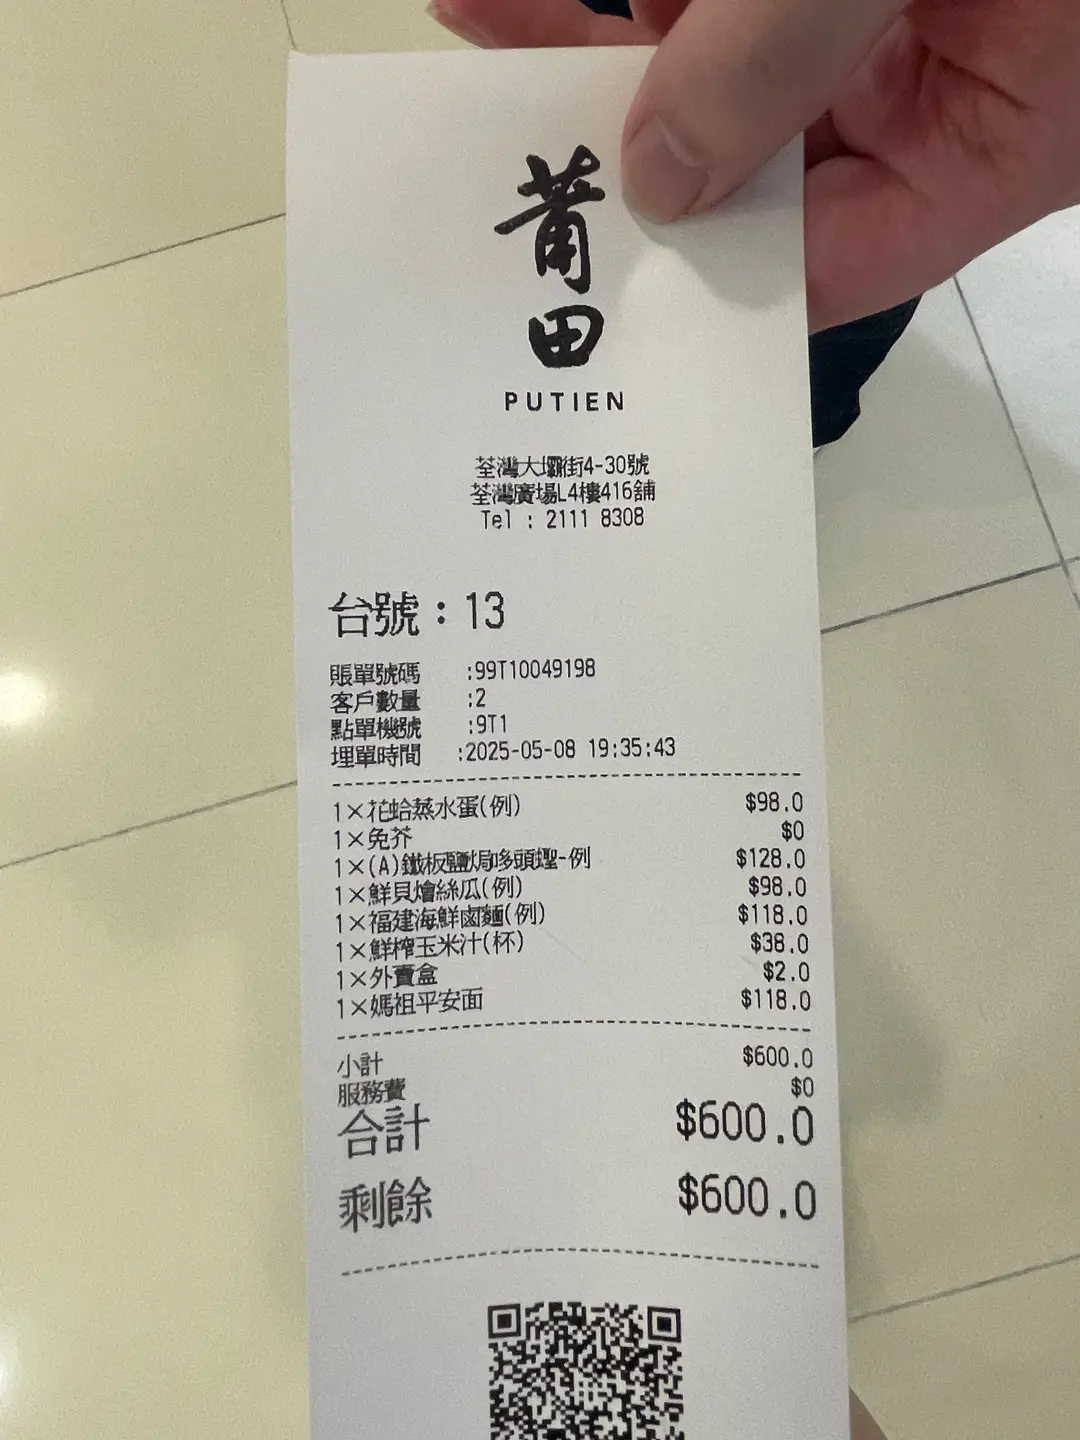 莆
田
PUTIEN
荃灣大壩街4-30號
荃灣廣場L4樓416舖
Tel : 2111 8308
台號：13
賬單號碼 :99T10049198
客戶數量 :2
點單機號 :9T1
埋單時間 :2025-05-08 19:35:43
1×花蛤蒸水蛋(例) $98.0
1×免芥 $0
1×(A)鐵板鹽焗哆頭蟶-例 $128.0
1×鮮貝燴絲瓜(例) $98.0
1×福建海鮮鹵麵(例) $118.0
1×鮮榨玉米汁(杯) $38.0
1×外賣盒 $2.0
1×媽祖平安面 $118.0
小計 $600.0
服務費 $0
合計 $600.0
剩餘 $600.0